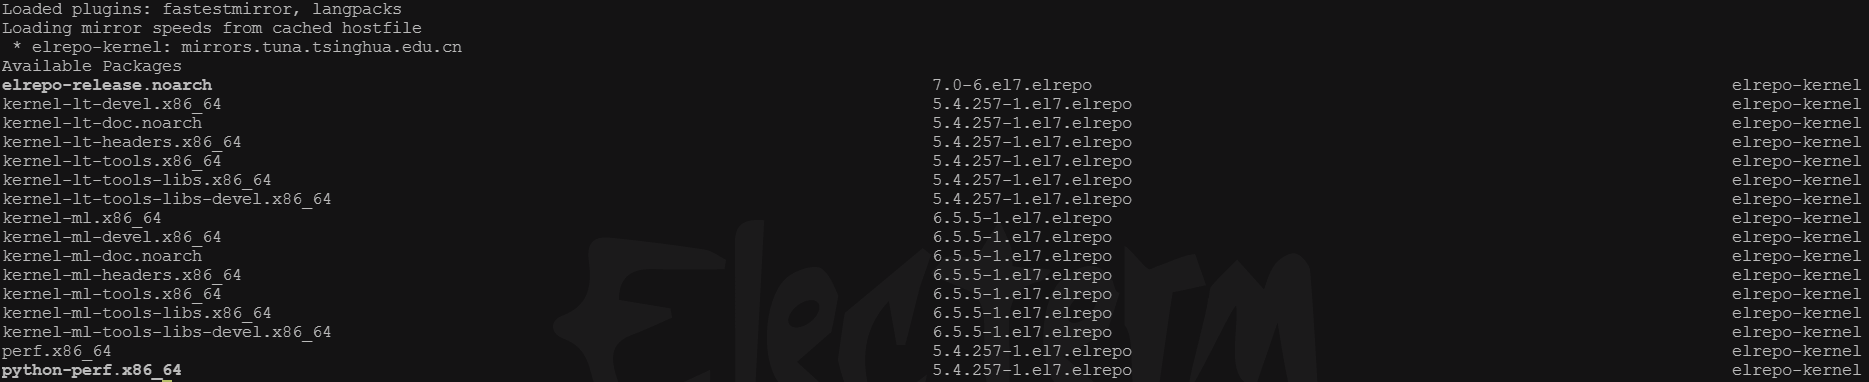 Loaded plugins: fastestmirror, langpacks
Loading mirror speeds from cached hostfile
 * elrepo-kernel: mirrors.tuna.tsinghua.edu.cn
Available Packages
elrepo-release.noarch 7.0-6.el7.elrepo elrepo-kernel
kernel-lt-devel.x86_64 5.4.257-1.el7.elrepo elrepo-kernel
kernel-lt-doc.noarch 5.4.257-1.el7.elrepo elrepo-kernel
kernel-lt-headers.x86_64 5.4.257-1.el7.elrepo elrepo-kernel
kernel-lt-tools.x86_64 5.4.257-1.el7.elrepo elrepo-kernel
kernel-lt-tools-libs.x86_64 5.4.257-1.el7.elrepo elrepo-kernel
kernel-lt-tools-libs-devel.x86_64 5.4.257-1.el7.elrepo elrepo-kernel
kernel-ml.x86_64 6.5.5-1.el7.elrepo elrepo-kernel
kernel-ml-devel.x86_64 6.5.5-1.el7.elrepo elrepo-kernel
kernel-ml-doc.noarch 6.5.5-1.el7.elrepo elrepo-kernel
kernel-ml-headers.x86_64 6.5.5-1.el7.elrepo elrepo-kernel
kernel-ml-tools.x86_64 6.5.5-1.el7.elrepo elrepo-kernel
kernel-ml-tools-libs.x86_64 6.5.5-1.el7.elrepo elrepo-kernel
kernel-ml-tools-libs-devel.x86_64 6.5.5-1.el7.elrepo elrepo-kernel
perf.x86_64 5.4.257-1.el7.elrepo elrepo-kernel
python-perf.x86_64 5.4.257-1.el7.elrepo elrepo-kernel